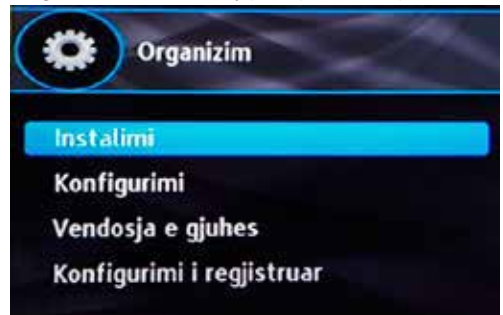 Organizim
Instalimi
Konfigurimi
Vendosja e gjuhes
Konfigurimi i regjistruar